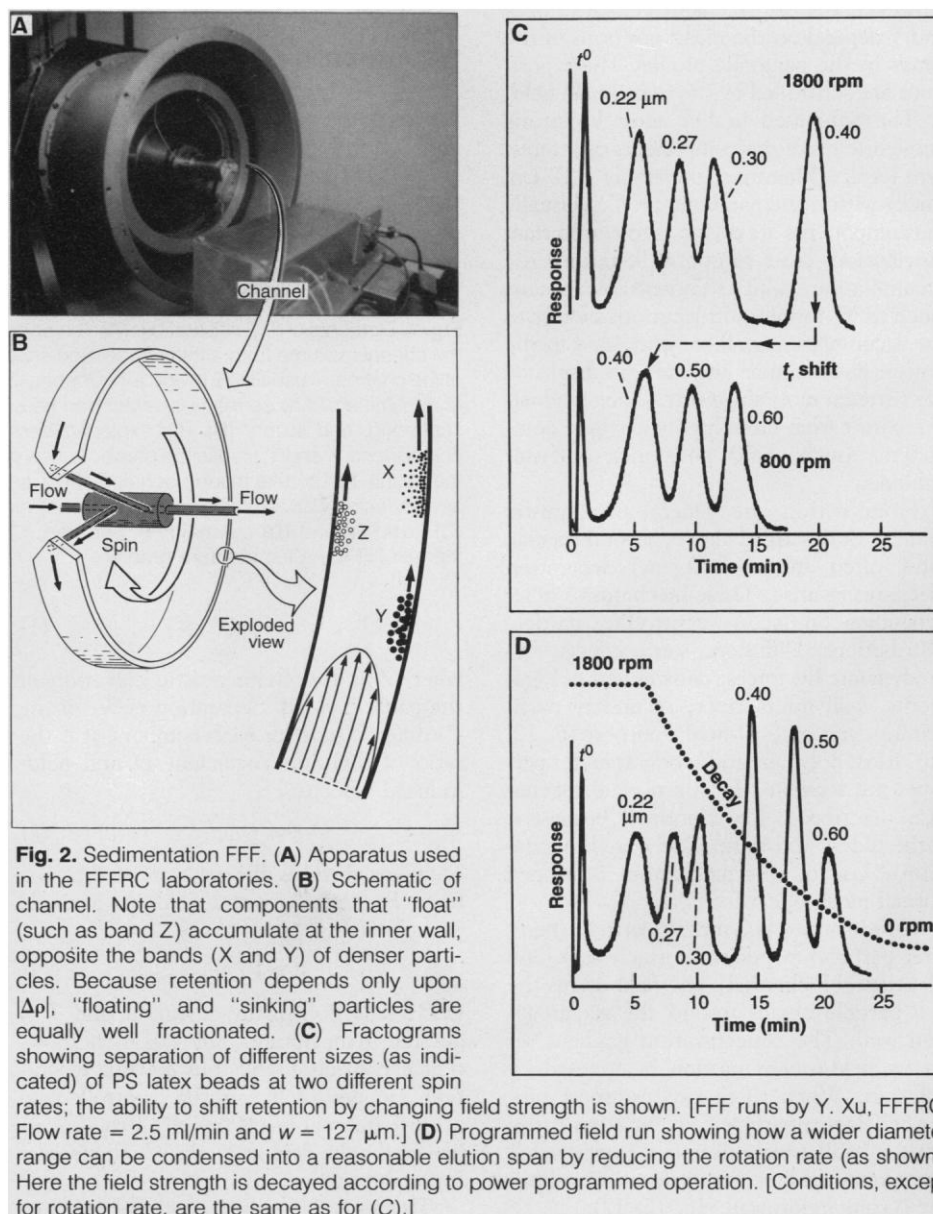 A
Channel
B
Flow
Flow
Spin
Exploded view
X
Z
Y
C
t⁰
1800 rpm
0.22 μm
0.27
0.30
0.40
Response
t_r shift
0.40
0.50
0.60
800 rpm
Response
0 5 10 15 20 25
Time (min)
D
1800 rpm
t⁰
0.22 μm
0.27
0.30
0.40
Decay
0.50
0.60
0 rpm
Response
0 5 10 15 20 25
Time (min)
Fig. 2. Sedimentation FFF. (A) Apparatus used
in the FFFRC laboratories. (B) Schematic of
channel. Note that components that "float"
(such as band Z) accumulate at the inner wall,
opposite the bands (X and Y) of denser parti-
cles. Because retention depends only upon
|Δρ|, "floating" and "sinking" particles are
equally well fractionated. (C) Fractograms
showing separation of different sizes (as indi-
cated) of PS latex beads at two different spin
rates; the ability to shift retention by changing field strength is shown. [FFF runs by Y. Xu, FFFRC
Flow rate = 2.5 ml/min and w = 127 μm.] (D) Programmed field run showing how a wider diamete
range can be condensed into a reasonable elution span by reducing the rotation rate (as shown
Here the field strength is decayed according to power programmed operation. [Conditions, excep
for rotation rate, are the same as for (C).]